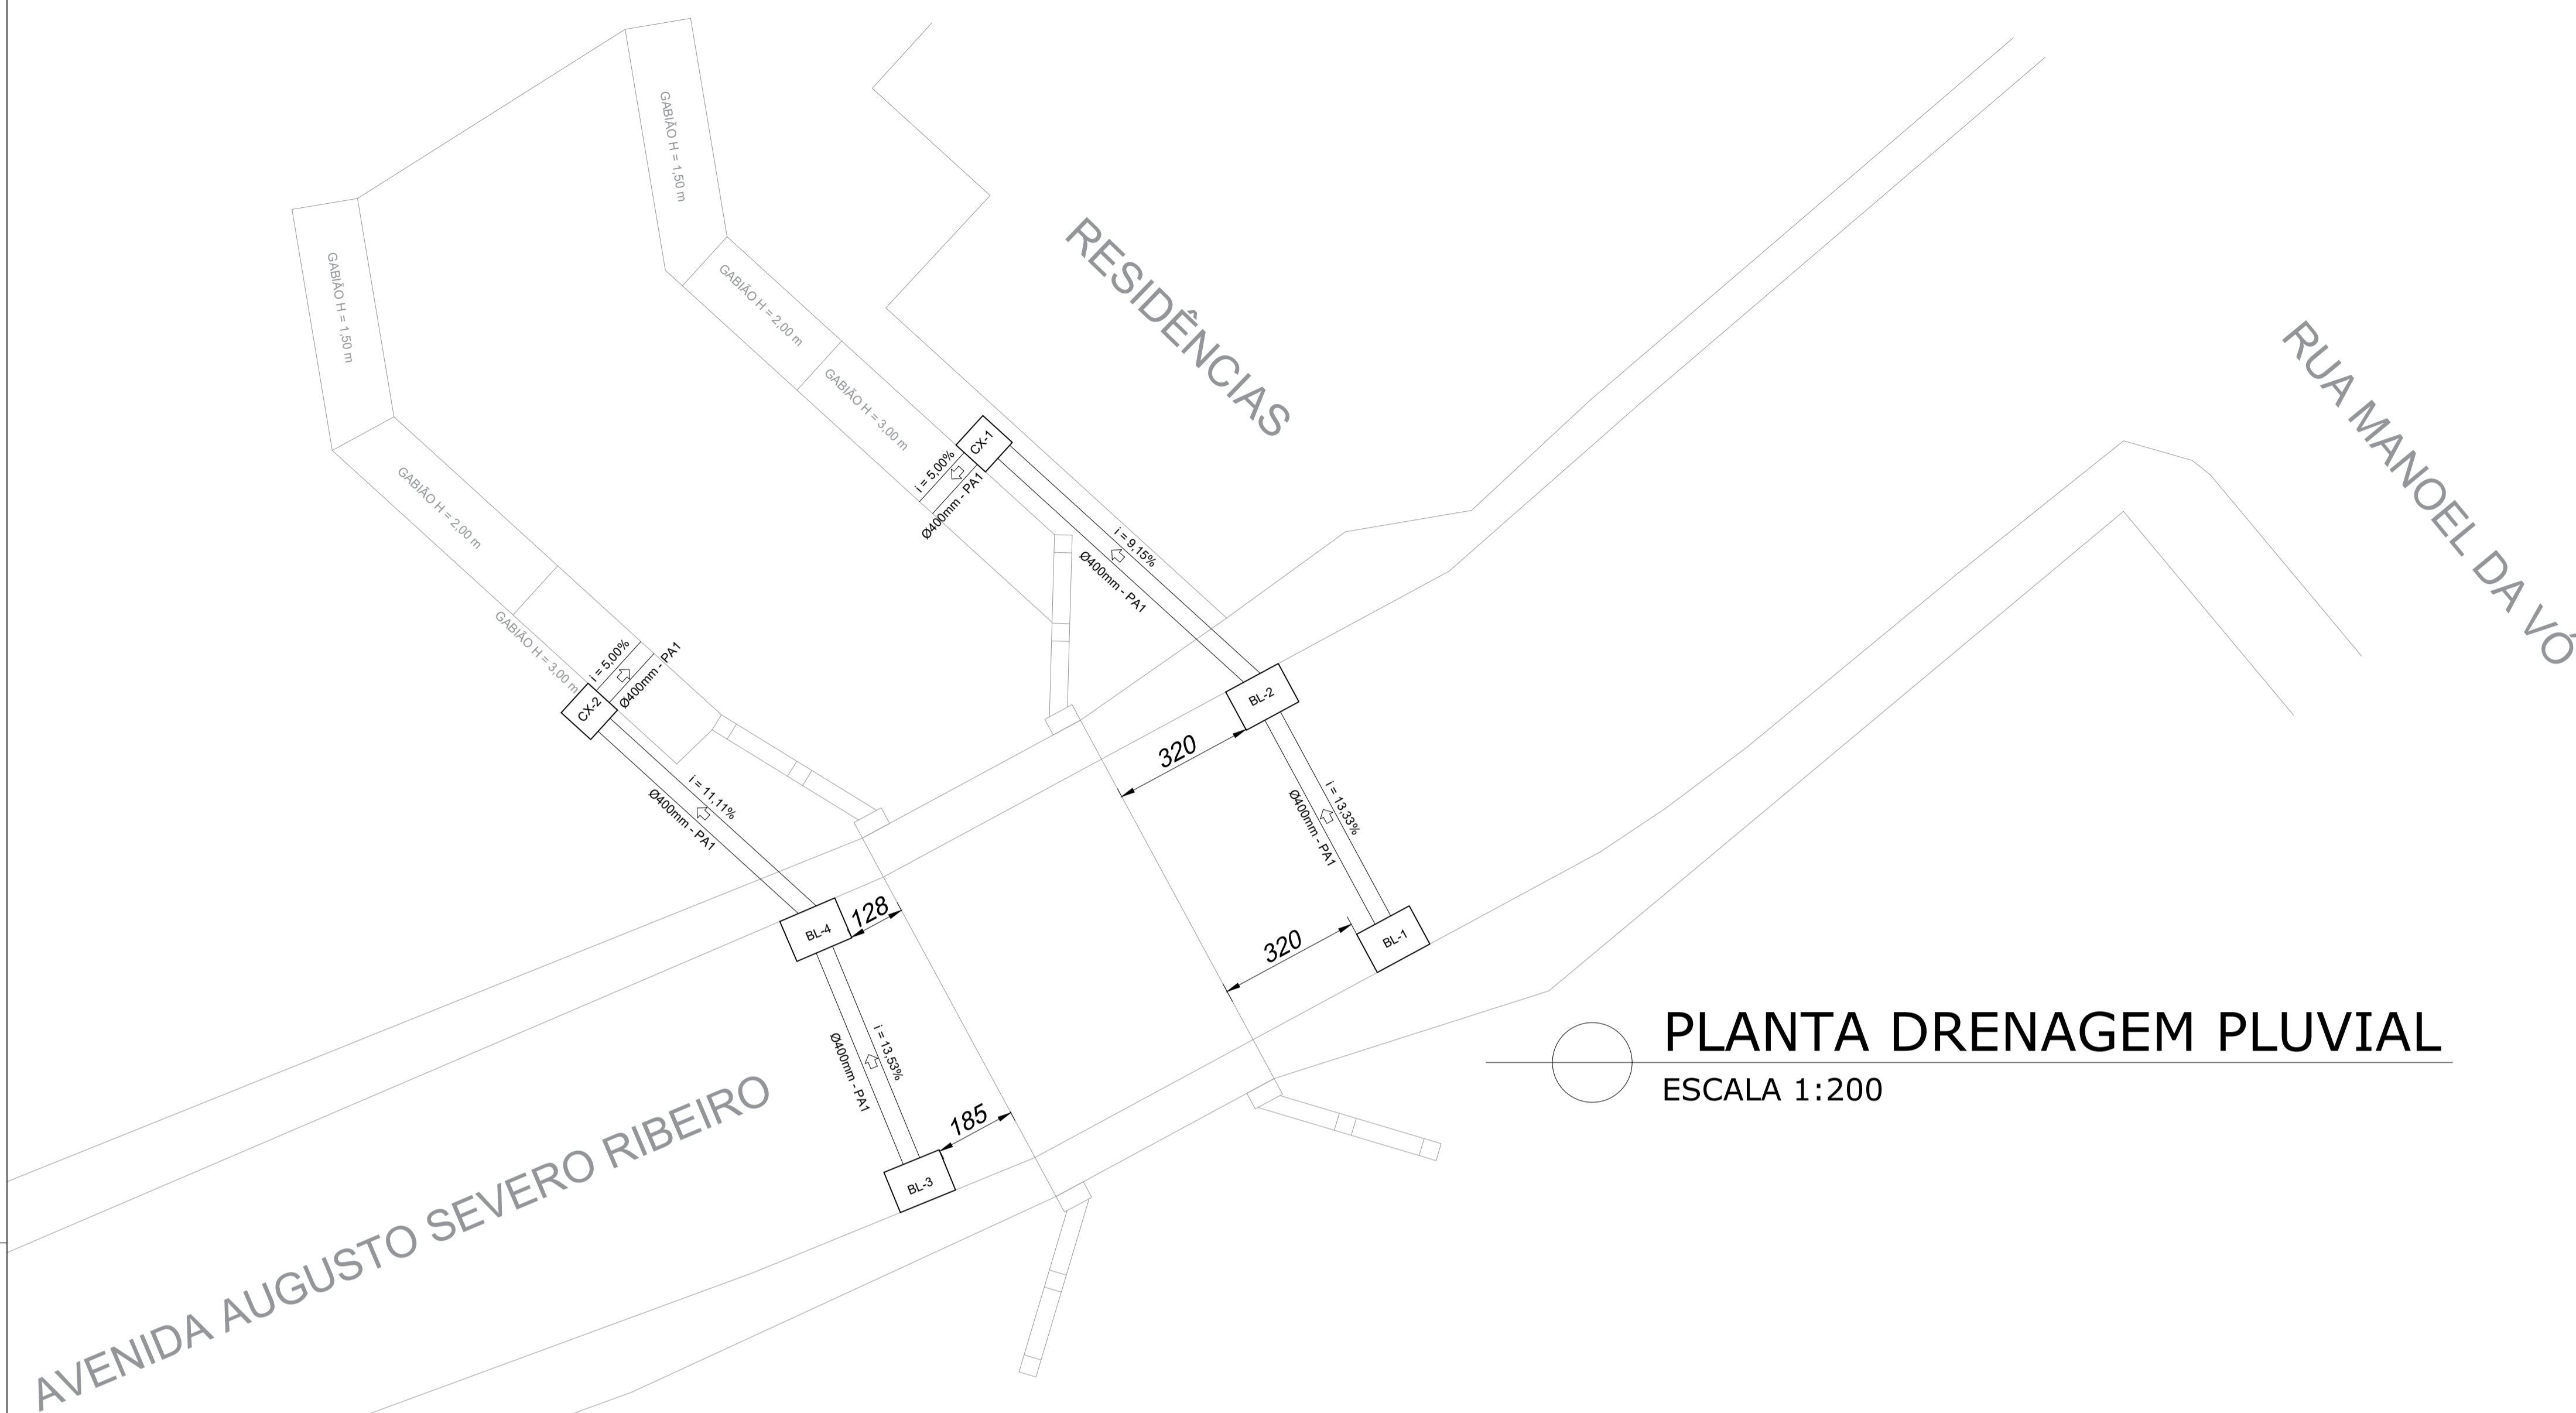 GABIÃO H = 1,50 m
GABIÃO H = 1,50 m
GABIÃO H = 2,00 m
GABIÃO H = 3,00 m
GABIÃO H = 2,00 m
GABIÃO H = 3,00 m
RESIDÊNCIAS
RUA MANOEL DA VÓ
CX-1
i = 5,00%
Ø400mm - PA1
i = 9,15%
Ø400mm - PA1
CX-2
i = 5,00%
Ø400mm - PA1
i = 11,11%
Ø400mm - PA1
BL-2
320
i = 13,33%
Ø400mm - PA1
BL-4
128
320
BL-1
i = 13,53%
Ø400mm - PA1
185
BL-3
AVENIDA AUGUSTO SEVERO RIBEIRO
PLANTA DRENAGEM PLUVIAL
ESCALA 1:200